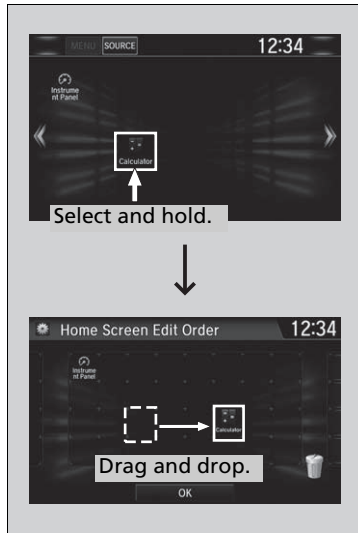 MENU SOURCE 12:34
Instrume
nt Panel
Calculator
Select and hold.
Home Screen Edit Order 12:34
Instrume
nt Panel
Calculator
Drag and drop.
OK